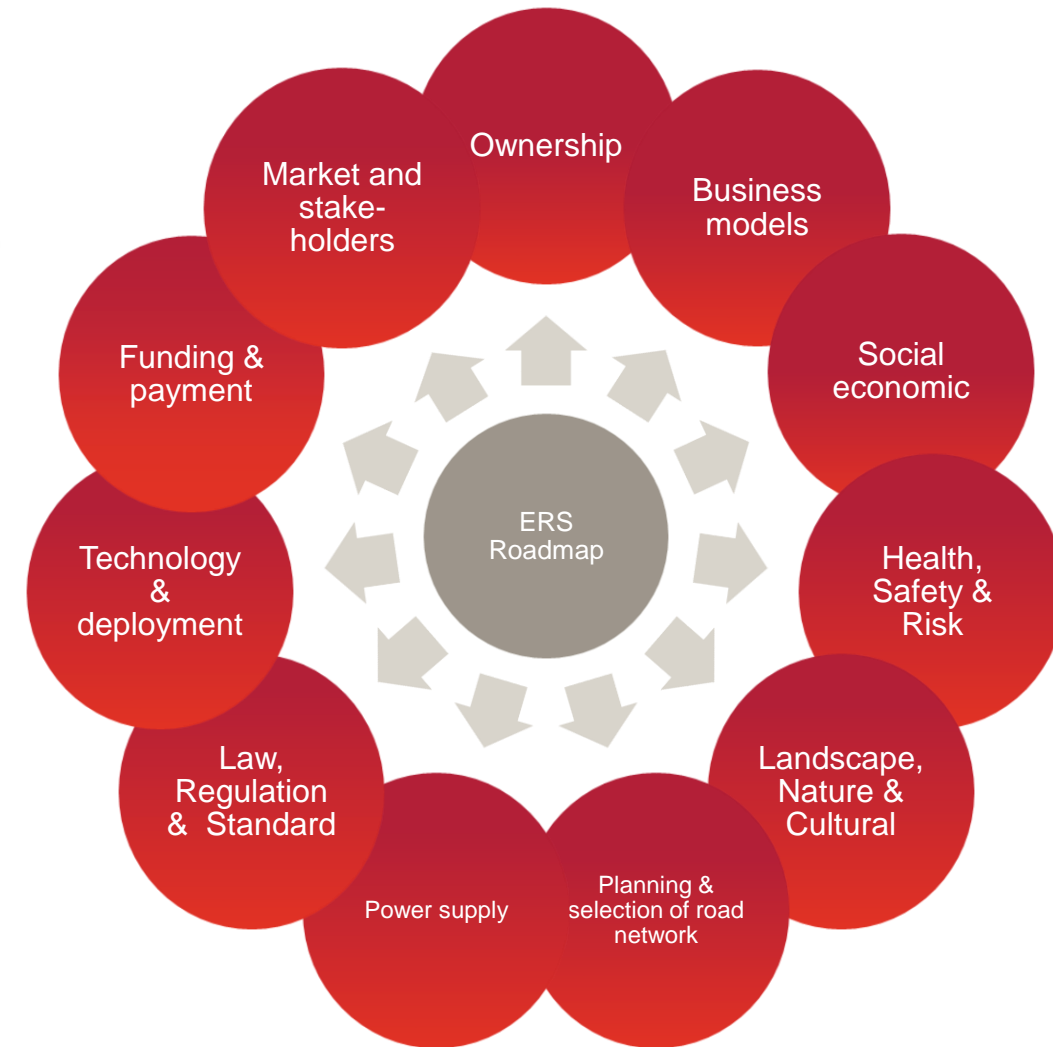 Ownership
Business
models
Social
economic
Health,
Safety &
Risk
Landscape,
Nature &
Cultural
Planning &
selection of road
network
Power supply
Law,
Regulation
& Standard
Technology
&
deployment
Funding &
payment
Market and
stake-
holders
ERS
Roadmap